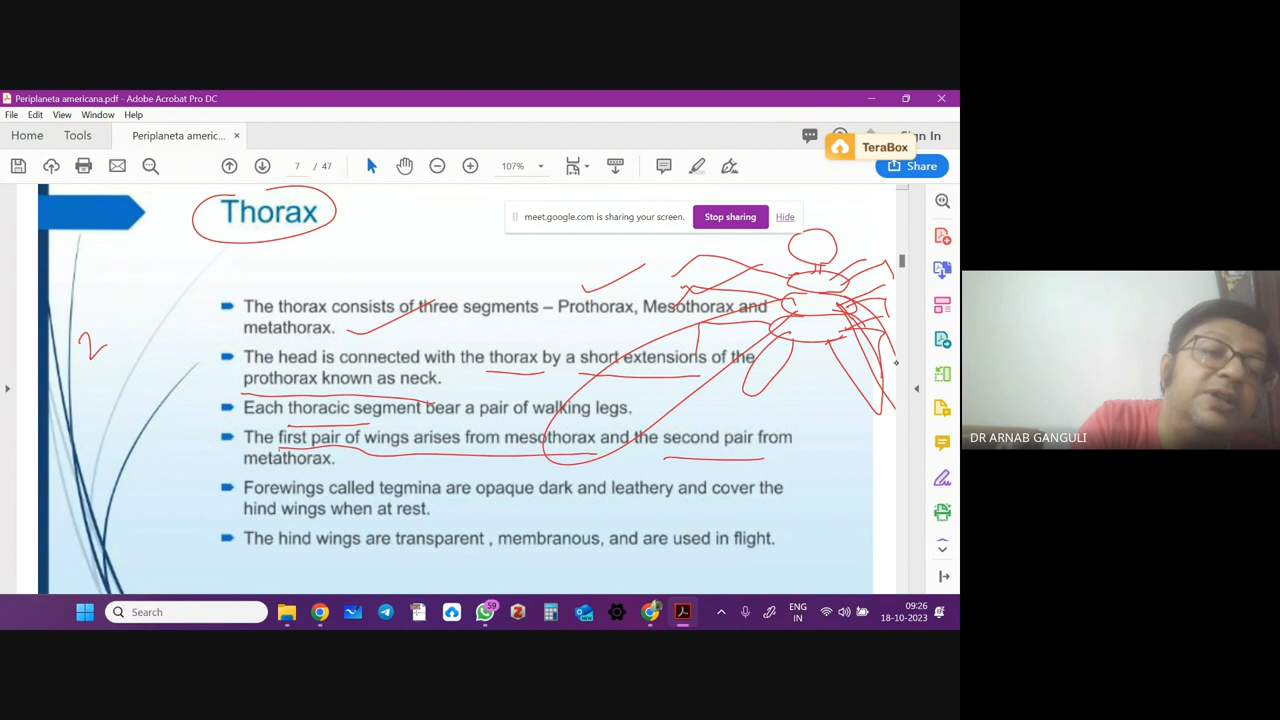 Periplaneta americana.pdf - Adobe Acrobat Pro DC
File Edit View Window Help
Home Tools Periplaneta americ... × Sign In
TeraBox
7 / 47 107% Share
Thorax
meet.google.com is sharing your screen. Stop sharing Hide
The thorax consists of three segments – Prothorax, Mesothorax and
metathorax.
2
The head is connected with the thorax by a short extensions of the
prothorax known as neck.
Each thoracic segment bear a pair of walking legs.
The first pair of wings arises from mesothorax and the second pair from
metathorax.
Forewings called tegmina are opaque dark and leathery and cover the
hind wings when at rest.
The hind wings are transparent , membranous, and are used in flight.
DR ARNAB GANGULI
Search
59
ENG
IN
09:26
18-10-2023